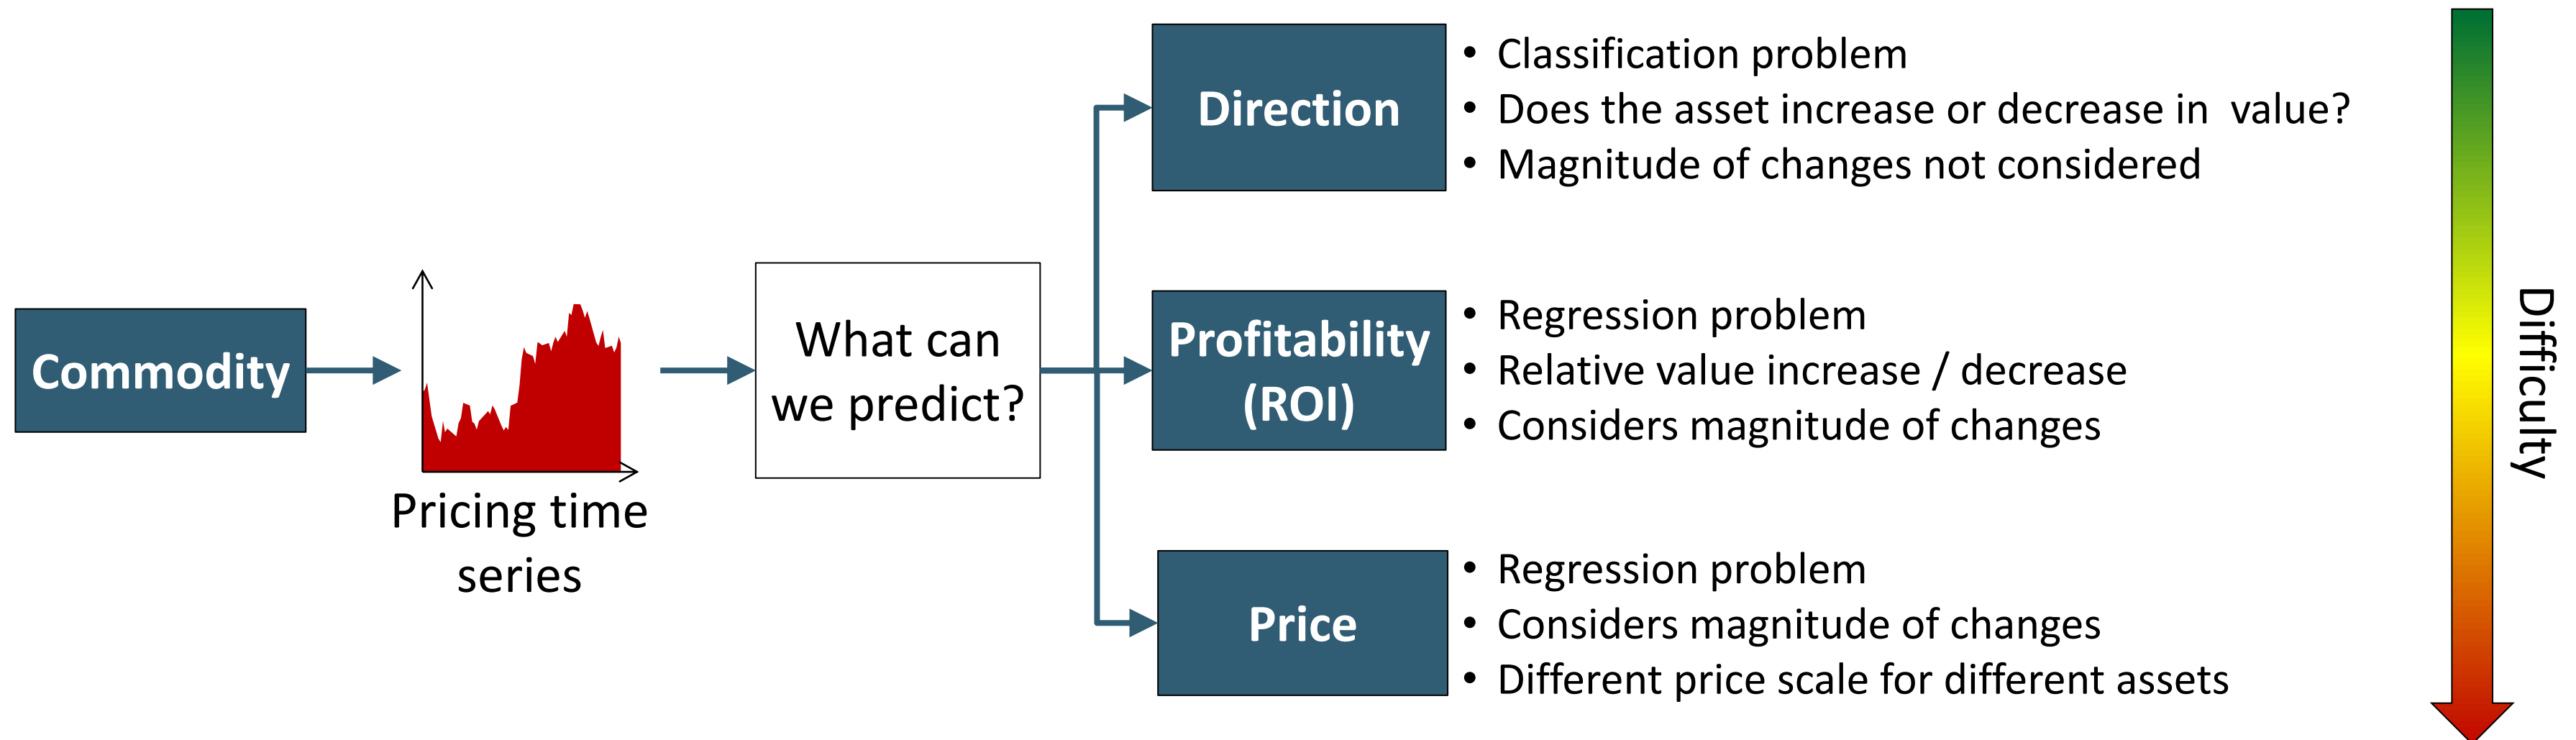 Commodity
Pricing time
series
What can
we predict?
Direction
• Classification problem
• Does the asset increase or decrease in  value?
• Magnitude of changes not considered
Profitability
(ROI)
• Regression problem
• Relative value increase / decrease
• Considers magnitude of changes
Price
• Regression problem
• Considers magnitude of changes
• Different price scale for different assets
Difficulty